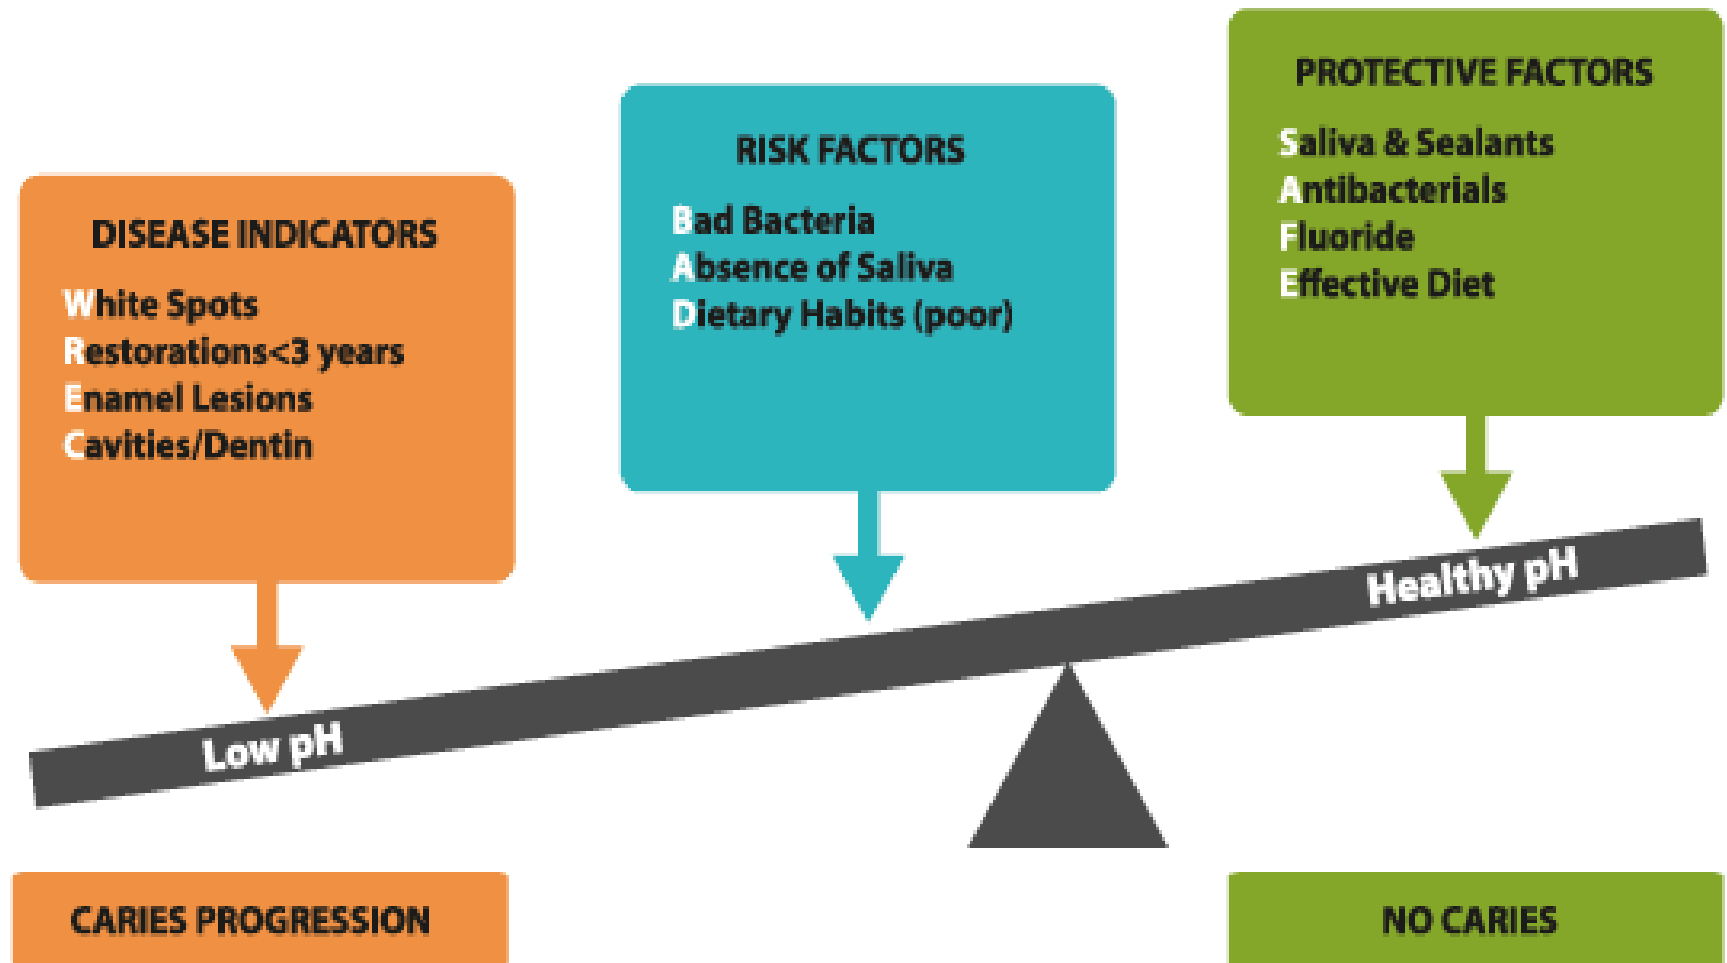 DISEASE INDICATORS
White Spots
Restorations<3 years
Enamel Lesions
Cavities/Dentin
RISK FACTORS
Bad Bacteria
Absence of Saliva
Dietary Habits (poor)
PROTECTIVE FACTORS
Saliva & Sealants
Antibacterials
Fluoride
Effective Diet
Low pH
Healthy pH
CARIES PROGRESSION
NO CARIES